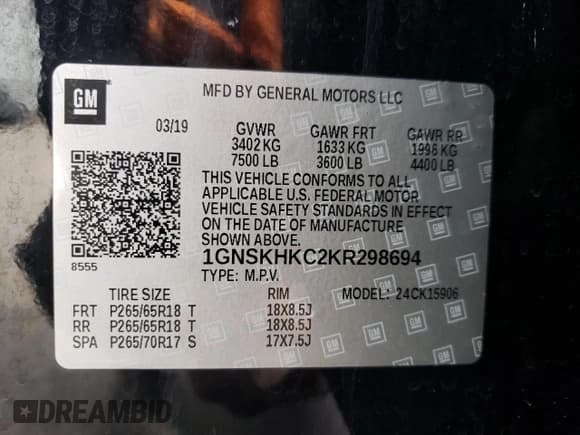 GM
MFD BY GENERAL MOTORS LLC
03/19 GVWR GAWR FRT GAWR RR
3402 KG 1633 KG 1996 KG
7500 LB 3600 LB 4400 LB
THIS VEHICLE CONFORMS TO ALL
APPLICABLE U.S. FEDERAL MOTOR
VEHICLE SAFETY STANDARDS IN EFFECT
ON THE DATE OF MANUFACTURE
SHOWN ABOVE.
8555
1GNSKHKC2KR298694
TYPE: M.P.V.
TIRE SIZE RIM MODEL: 24CK15906
FRT P265/65R18 T 18X8.5J
RR P265/65R18 T 18X8.5J
SPA P265/70R17 S 17X7.5J
DREAMBID